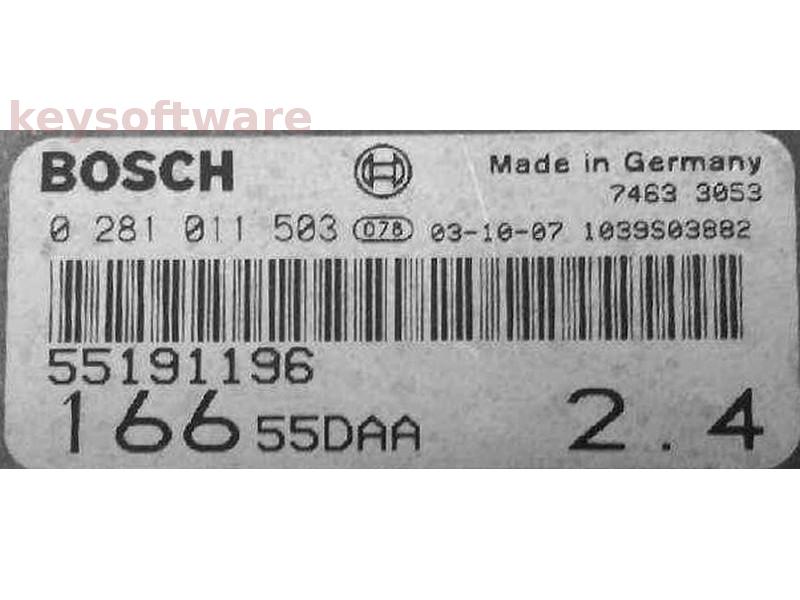 keysoftware
BOSCH Made in Germany
7463 3053
0 281 011 503 078 03-10-07 1039S03882
55191196
166 55DAA 2.4